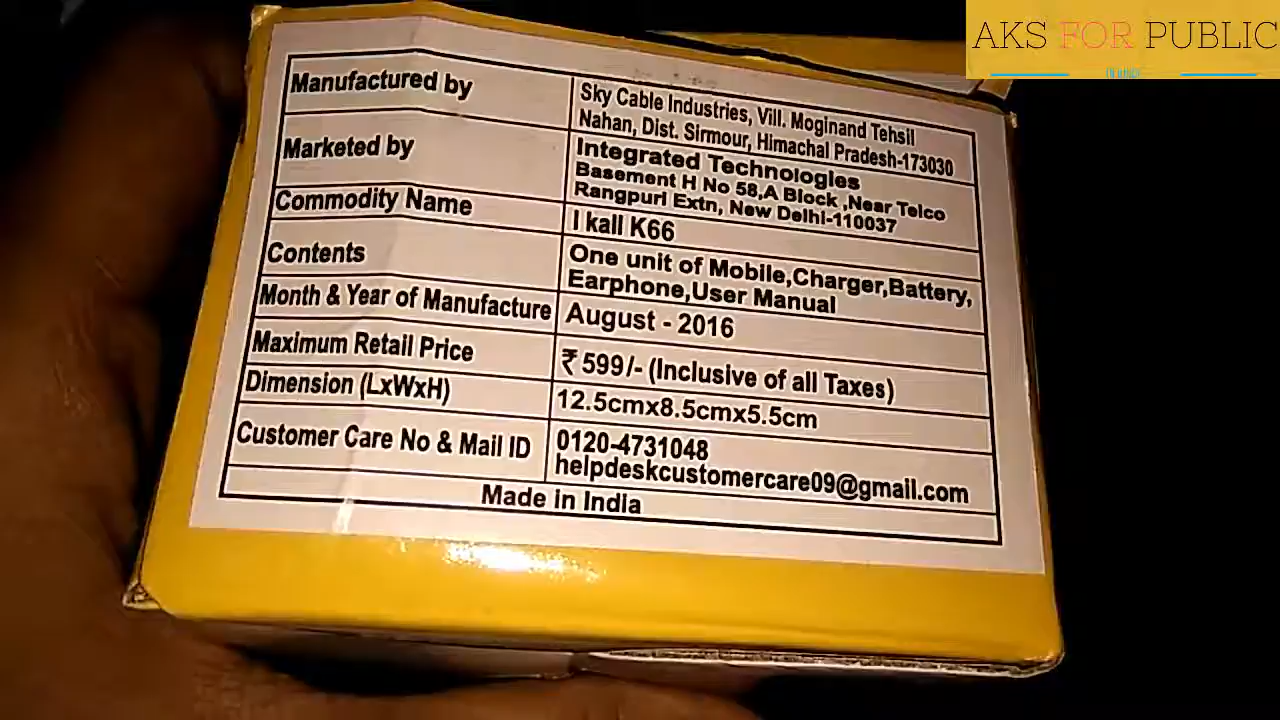 AKS FOR PUBLIC
Manufactured by
Sky Cable Industries, Vill. Moginand Tehsil
Nahan, Dist. Sirmour, Himachal Pradesh-173030
Marketed by
Integrated Technologies
Basement H No 58,A Block ,Near Telco
Rangpuri Extn, New Delhi-110037
Commodity Name
I kall K66
Contents
One unit of Mobile,Charger,Battery,
Earphone,User Manual
Month & Year of Manufacture
August - 2016
Maximum Retail Price
₹ 599/- (Inclusive of all Taxes)
Dimension (LxWxH)
12.5cmx8.5cmx5.5cm
Customer Care No & Mail ID
0120-4731048
helpdeskcustomercare09@gmail.com
Made in India